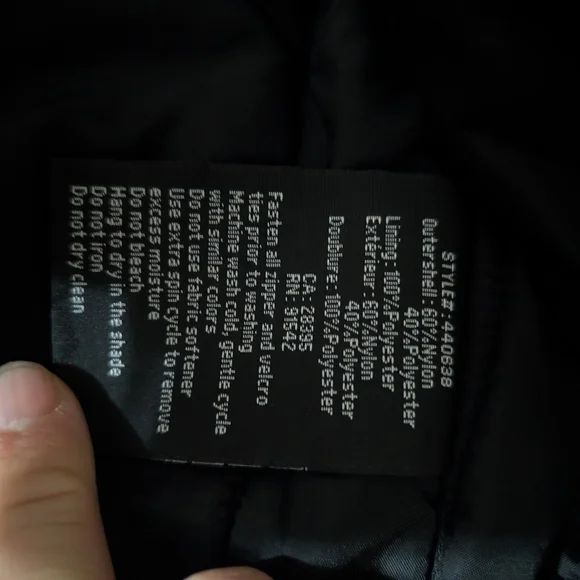 STYLE#: 440638
Outershell: 60%Nylon
40%Polyester
Lining: 100%Polyester
Extérieur: 60%Nylon
40%Polyester
Doublure: 100%Polyester
CA: 28395
RN: 91542
Fasten all zipper and velcro
ties prior to washing
Machine wash cold gentle cycle
with similar colors
Do not use fabric softener
Use extra spin cycle to remove
excess moisture
Do not bleach
Hang to dry in the shade
Do not iron
Do not dry clean